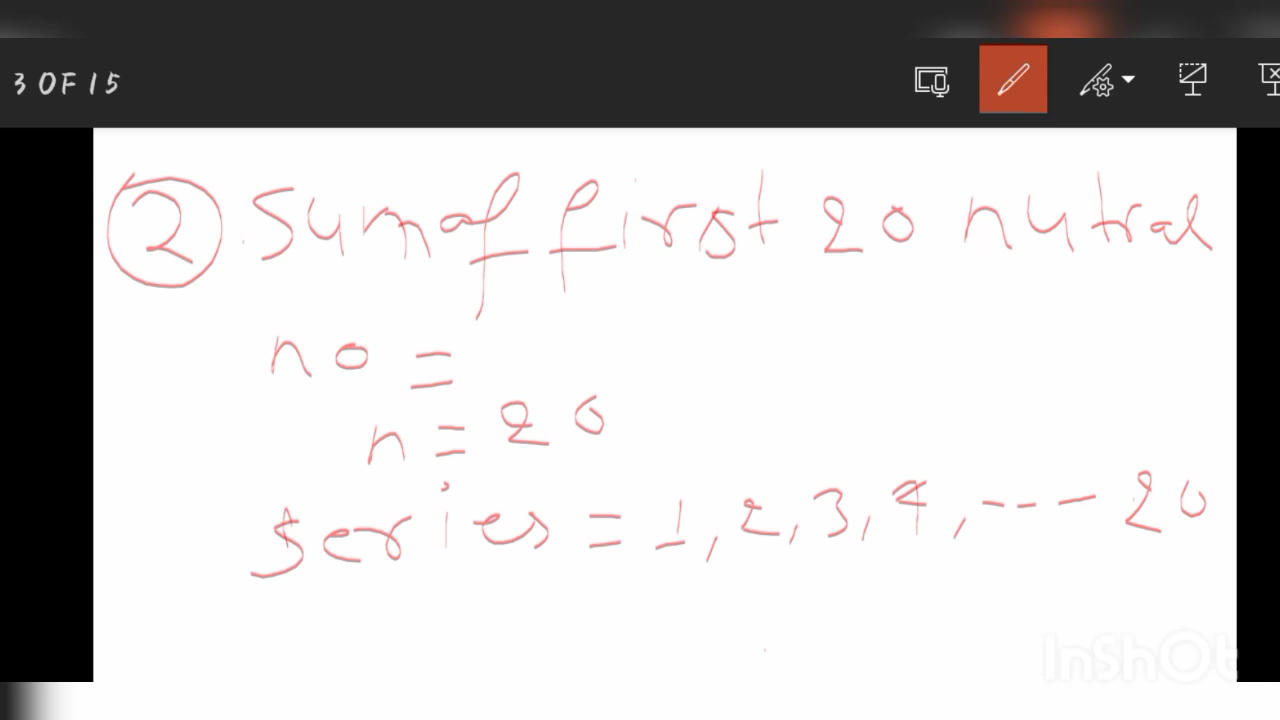 3 OF 15
2 Sum of first 20 nutral
no =
n = 20
series = 1, 2, 3, 4, --- 20
InShOt